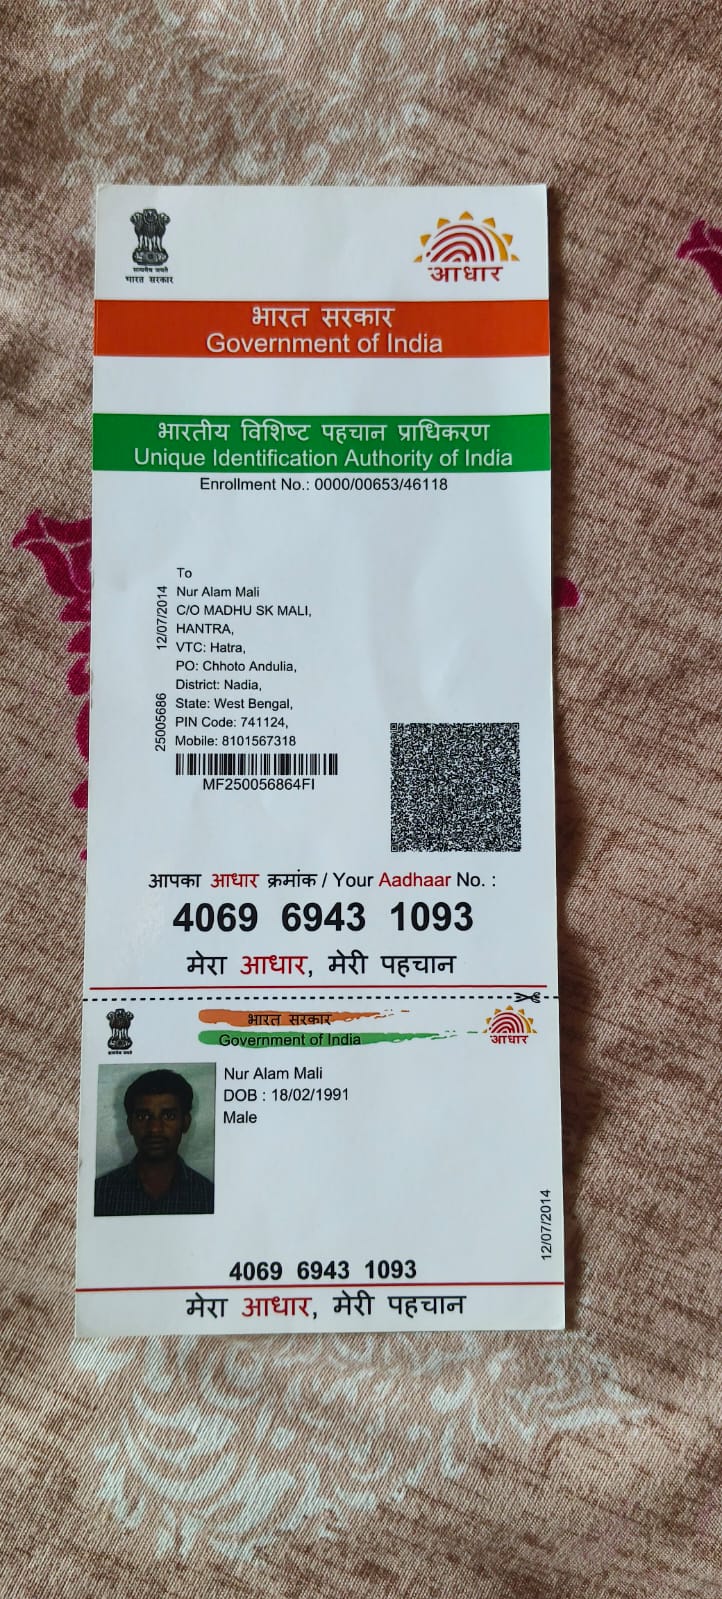 सत्यमेव जयते
भारत सरकार
आधार
भारत सरकार
Government of India
भारतीय विशिष्ट पहचान प्राधिकरण
Unique Identification Authority of India
Enrollment No.: 0000/00653/46118
To
Nur Alam Mali
C/O MADHU SK MALI,
HANTRA,
VTC: Hatra,
PO: Chhoto Andulia,
District: Nadia,
State: West Bengal,
PIN Code: 741124,
Mobile: 8101567318
25005686 12/07/2014
MF250056864FI
आपका आधार क्रमांक / Your Aadhaar No. :
4069 6943 1093
मेरा आधार, मेरी पहचान
भारत सरकार
Government of India
आधार
Nur Alam Mali
DOB : 18/02/1991
Male
12/07/2014
4069 6943 1093
मेरा आधार, मेरी पहचान